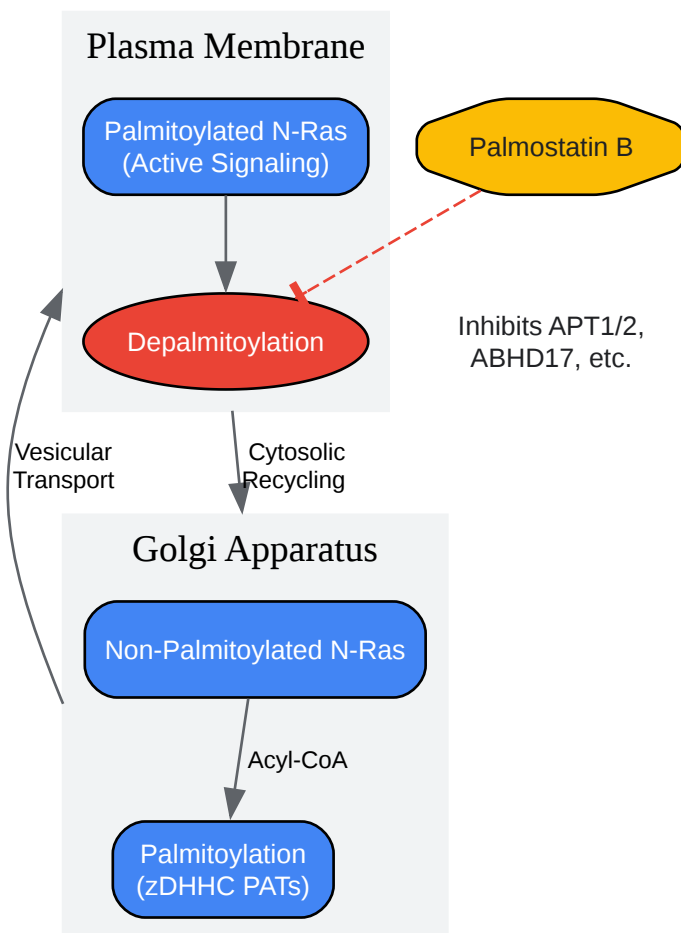 Plasma Membrane
Palmitoylated N-Ras
(Active Signaling)
Palmostatin B
Depalmitoylation
Inhibits APT1/2,
ABHD17, etc.
Vesicular
Transport
Cytosolic
Recycling
Golgi Apparatus
Non-Palmitoylated N-Ras
Acyl-CoA
Palmitoylation
(zDHHC PATs)